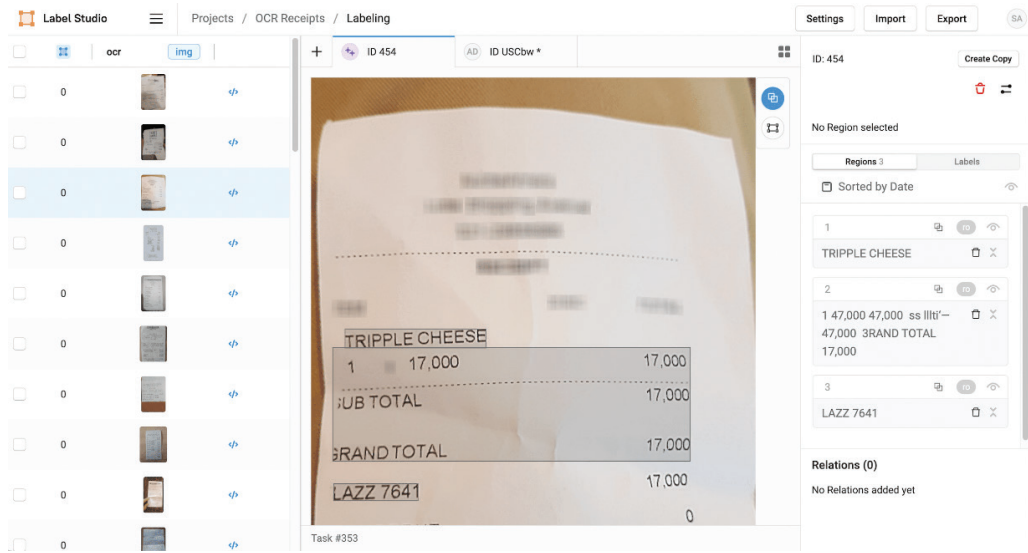 Label Studio
Projects / OCR Receipts / Labeling
Settings
Import
Export
SA
ocr
img
0
</>
0
</>
0
</>
0
</>
0
</>
0
</>
0
</>
0
</>
0
</>
0
</>
+
ID 454
AD
ID USCbw *
TRIPPLE CHEESE
1 17,000 17,000
SUB TOTAL 17,000
GRAND TOTAL 17,000
LAZZ 7641 17,000
0
Task #353
ID: 454
Create Copy
No Region selected
Regions 3
Labels
Sorted by Date
1
ro
TRIPPLE CHEESE
2
ro
1 47,000 47,000 ss lllti'—
47,000 3RAND TOTAL
17,000
3
ro
LAZZ 7641
Relations (0)
No Relations added yet